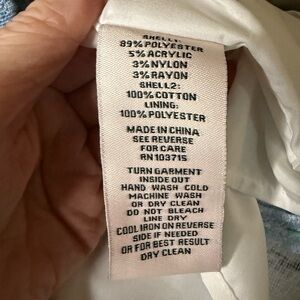 SHELL1:
89% POLYESTER
5% ACRYLIC
3% NYLON
3% RAYON
SHELL2:
100% COTTON
LINING:
100% POLYESTER
MADE IN CHINA
SEE REVERSE
FOR CARE
RN103715
TURN GARMENT
INSIDE OUT
HAND WASH COLD
MACHINE WASH
OR DRY CLEAN
DO NOT BLEACH
LINE DRY
COOL IRON ON REVERSE
SIDE IF NEEDED
OR FOR BEST RESULT
DRY CLEAN